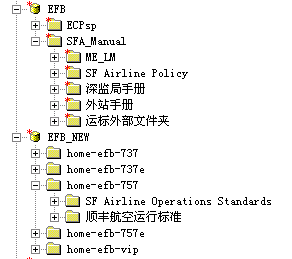 EFB
ECPsp
SFA_Manual
ME_LM
SF Airline Policy
深监局手册
外站手册
运标外部文件夹
EFB_NEW
home-efb-737
home-efb-737e
home-efb-757
SF Airline Operations Standards
顺丰航空运行标准
home-efb-757e
home-efb-vip